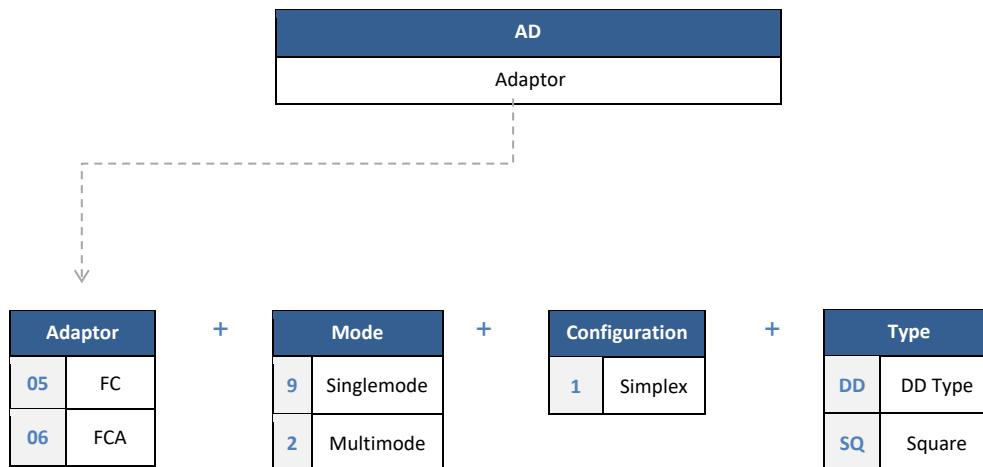 AD
Adaptor
Adaptor + Mode + Configuration + Type
05 FC 9 Singlemode 1 Simplex DD DD Type
06 FCA 2 Multimode SQ Square